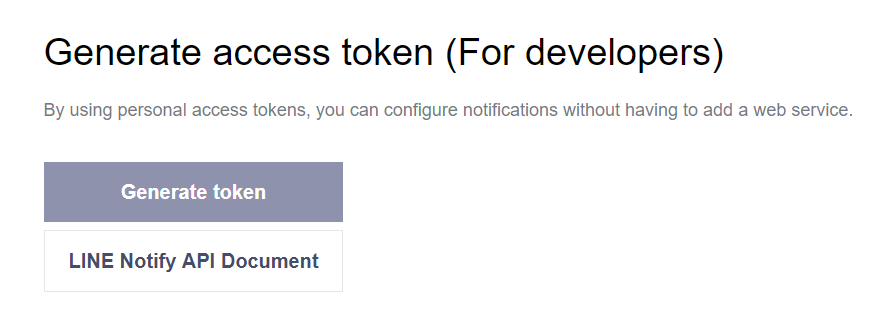 Generate access token (For developers)
By using personal access tokens, you can configure notifications without having to add a web service.
Generate token
LINE Notify API Document